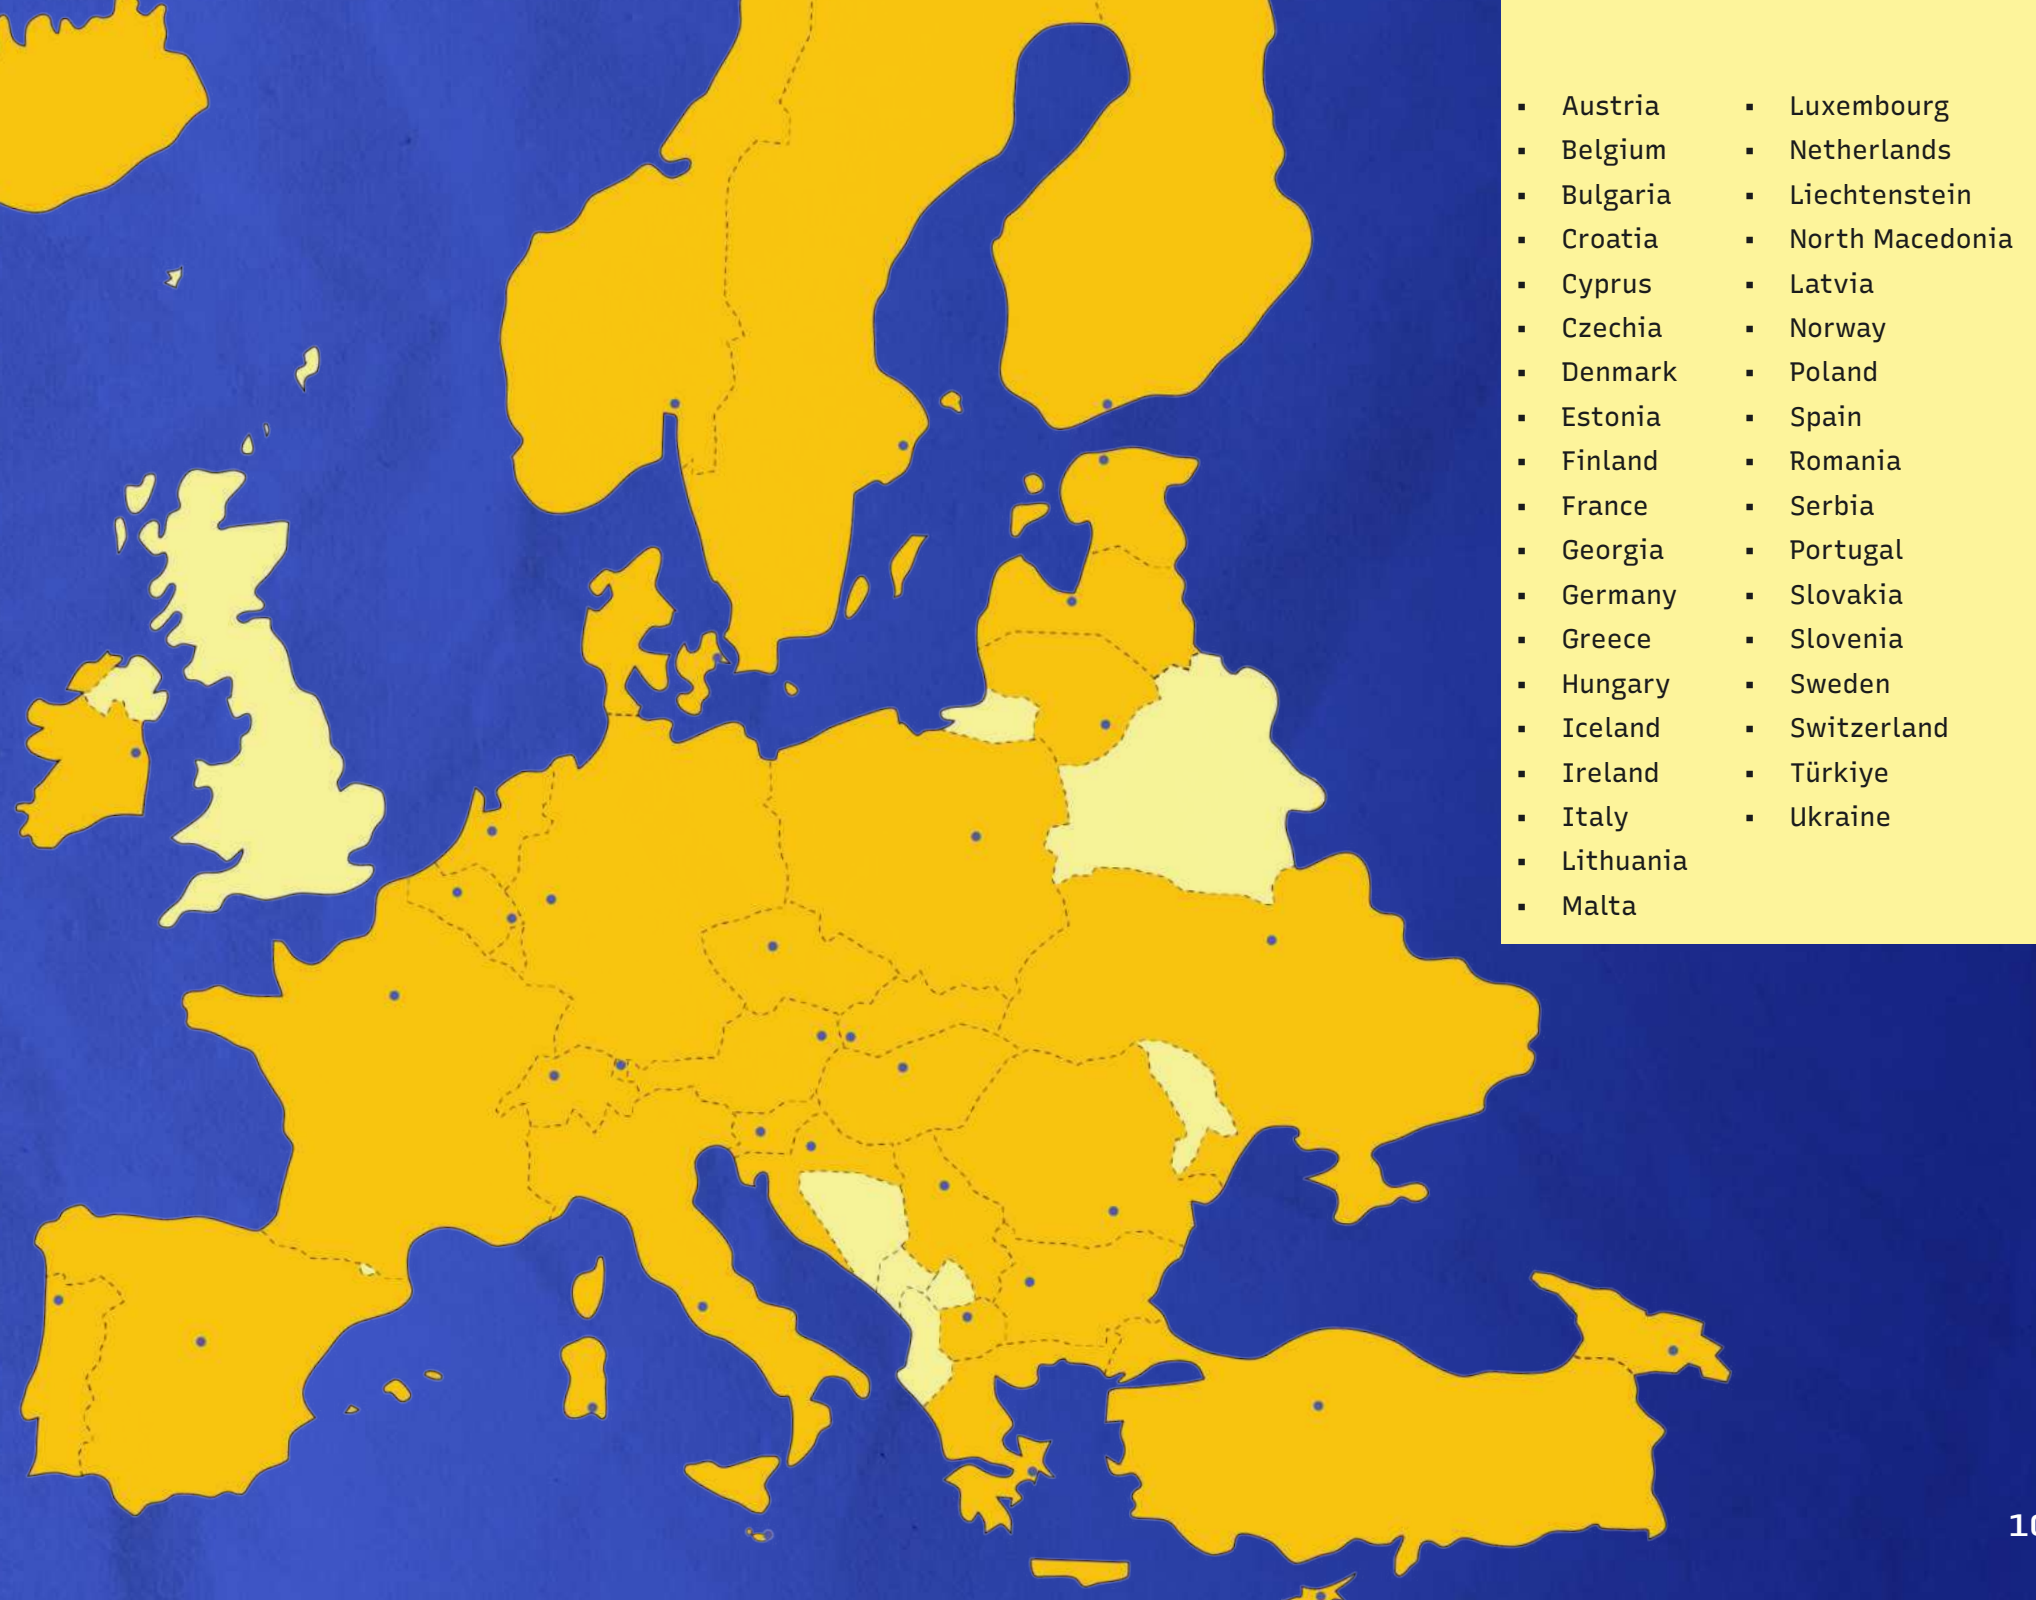 Austria
Belgium
Bulgaria
Croatia
Cyprus
Czechia
Denmark
Estonia
Finland
France
Georgia
Germany
Greece
Hungary
Iceland
Ireland
Italy
Lithuania
Malta
Luxembourg
Netherlands
Liechtenstein
North Macedonia
Latvia
Norway
Poland
Spain
Romania
Serbia
Portugal
Slovakia
Slovenia
Sweden
Switzerland
Türkiye
Ukraine